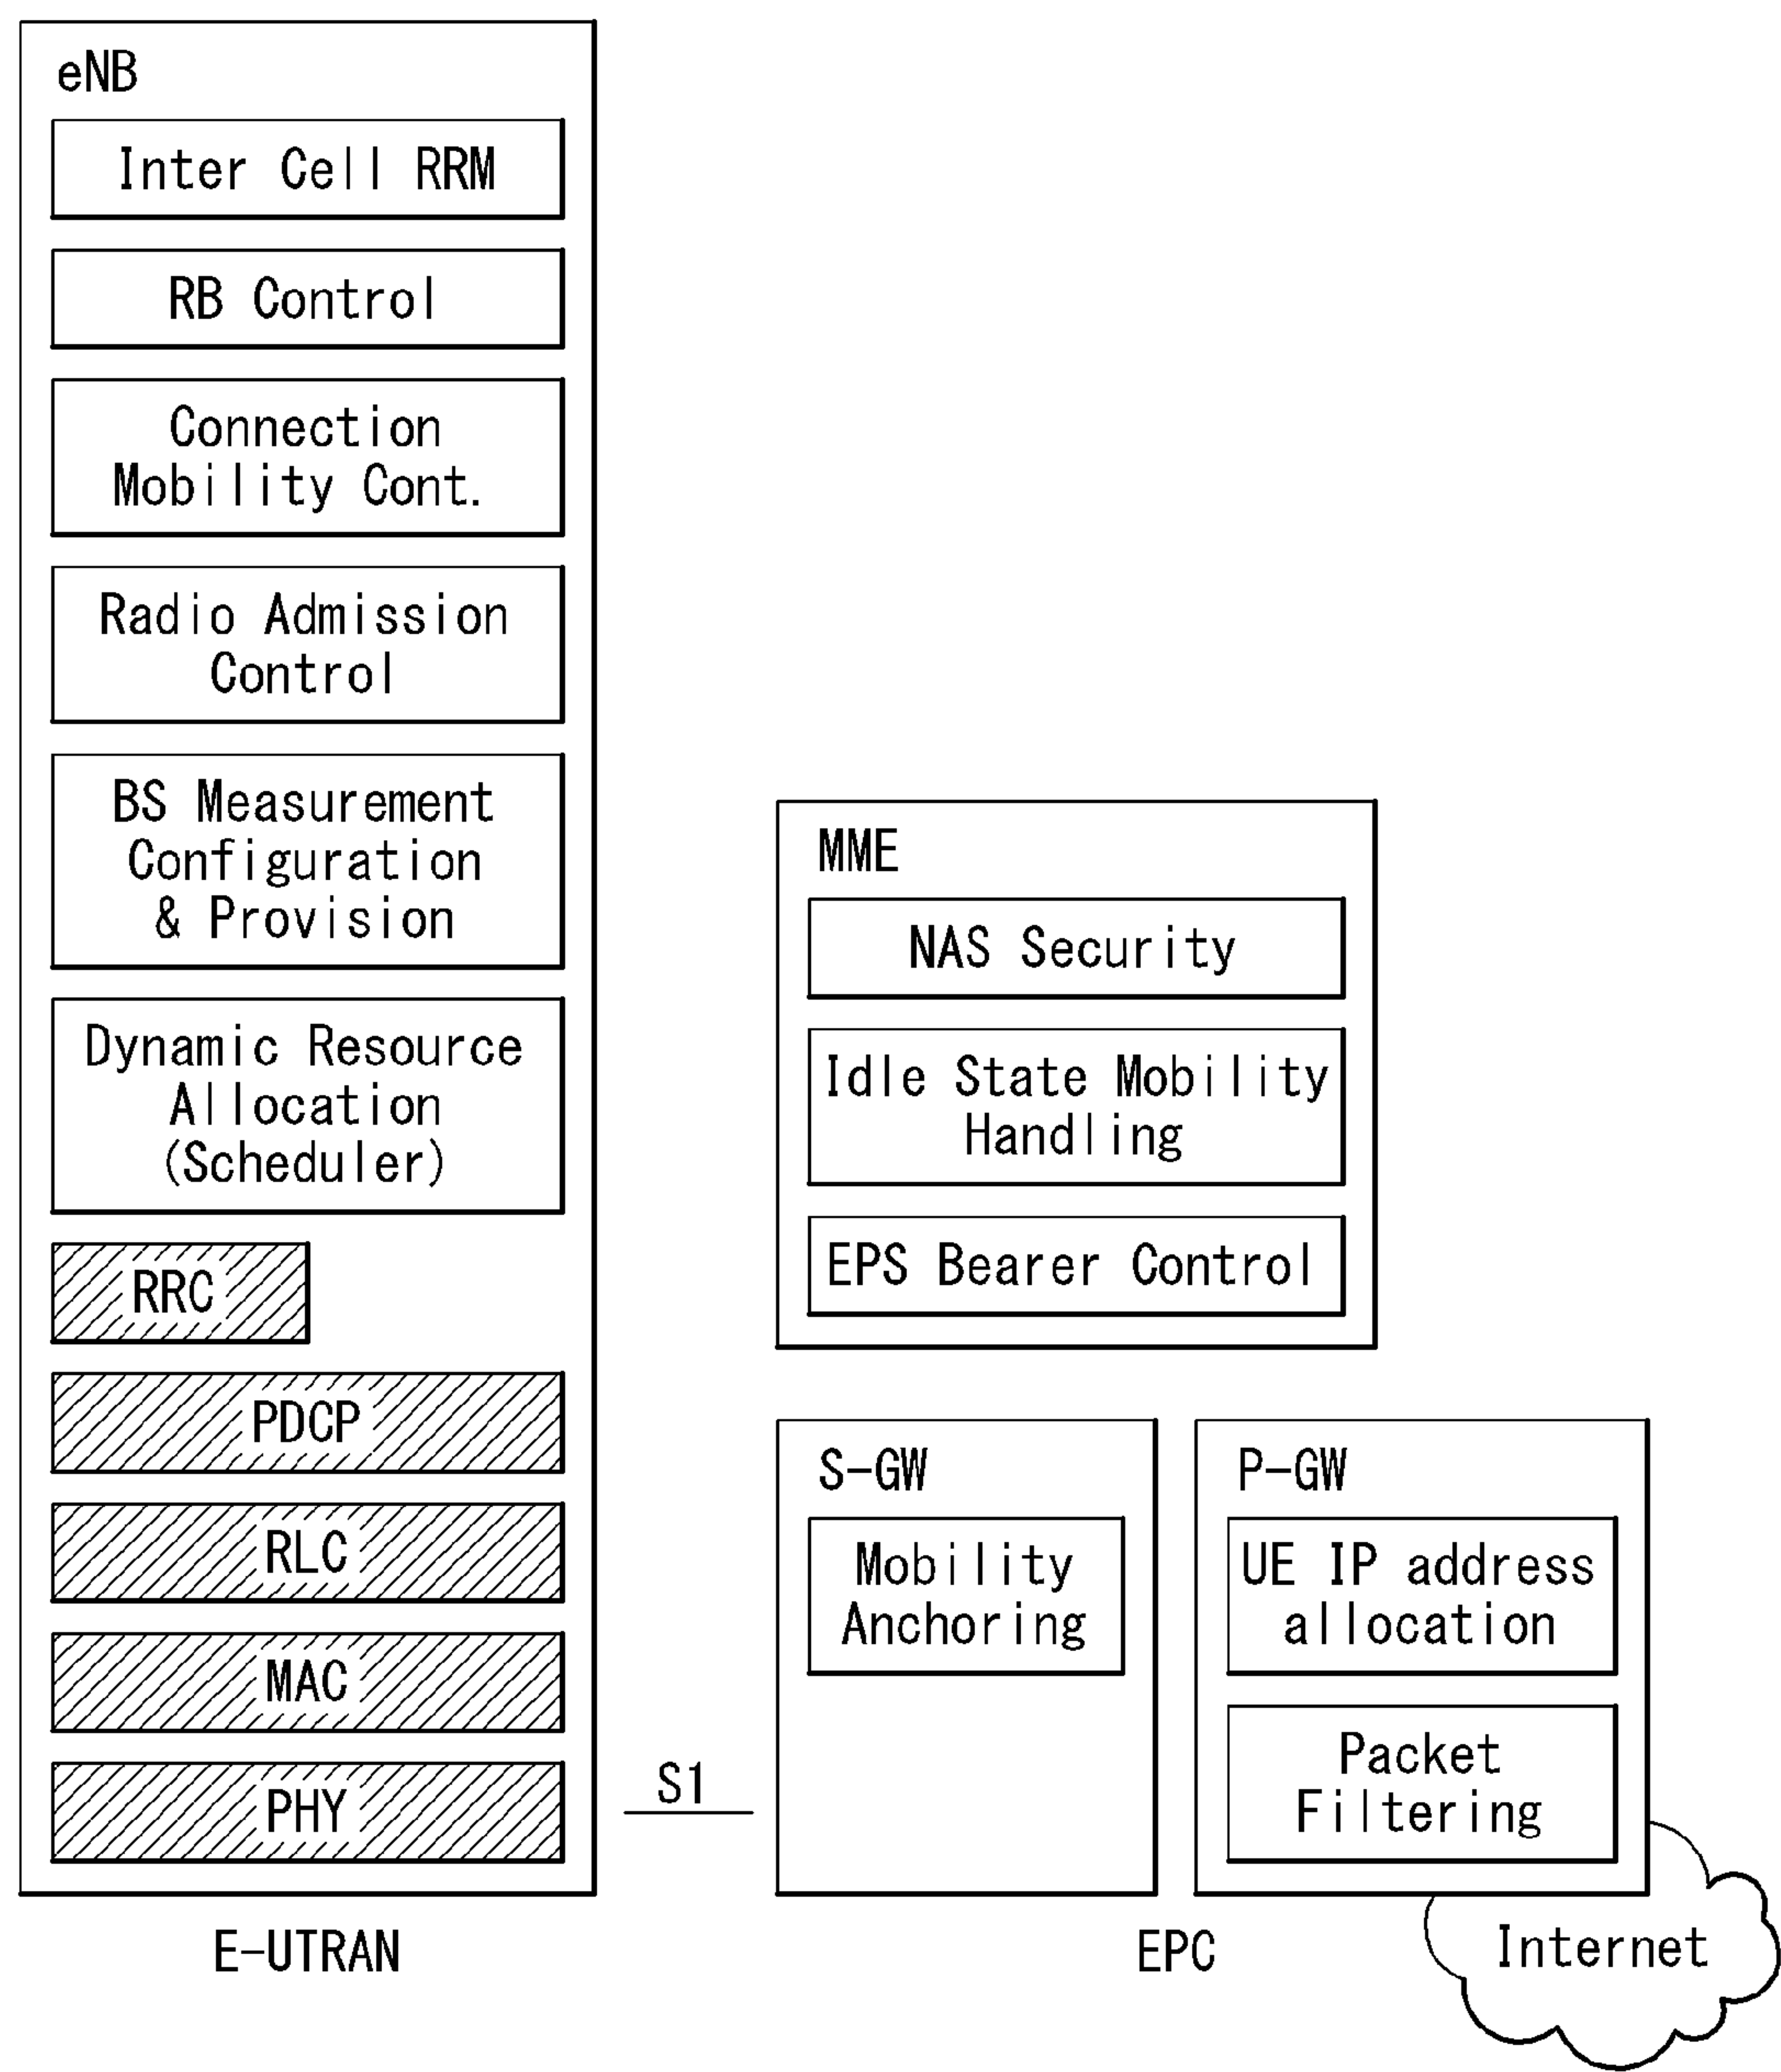 eNB
Inter Cell RRM
RB Control
Connection
Mobility Cont.
Radio Admission
Control
BS Measurement
Configuration
& Provision
Dynamic Resource
Allocation
(Scheduler)
RRC
PDCP
RLC
MAC
PHY
E-UTRAN
S1
MME
NAS Security
Idle State Mobility
Handling
EPS Bearer Control
S-GW
Mobility
Anchoring
P-GW
UE IP address
allocation
Packet
Filtering
EPC
Internet